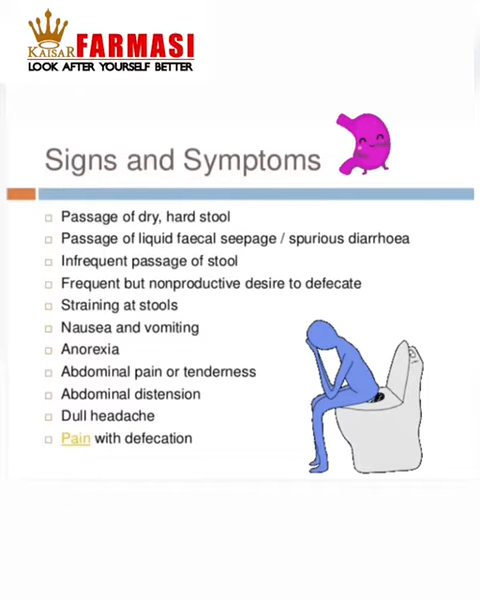 KAISAR FARMASI
LOOK AFTER YOURSELF BETTER
Signs and Symptoms
Passage of dry, hard stool
Passage of liquid faecal seepage / spurious diarrhoea
Infrequent passage of stool
Frequent but nonproductive desire to defecate
Straining at stools
Nausea and vomiting
Anorexia
Abdominal pain or tenderness
Abdominal distension
Dull headache
Pain with defecation